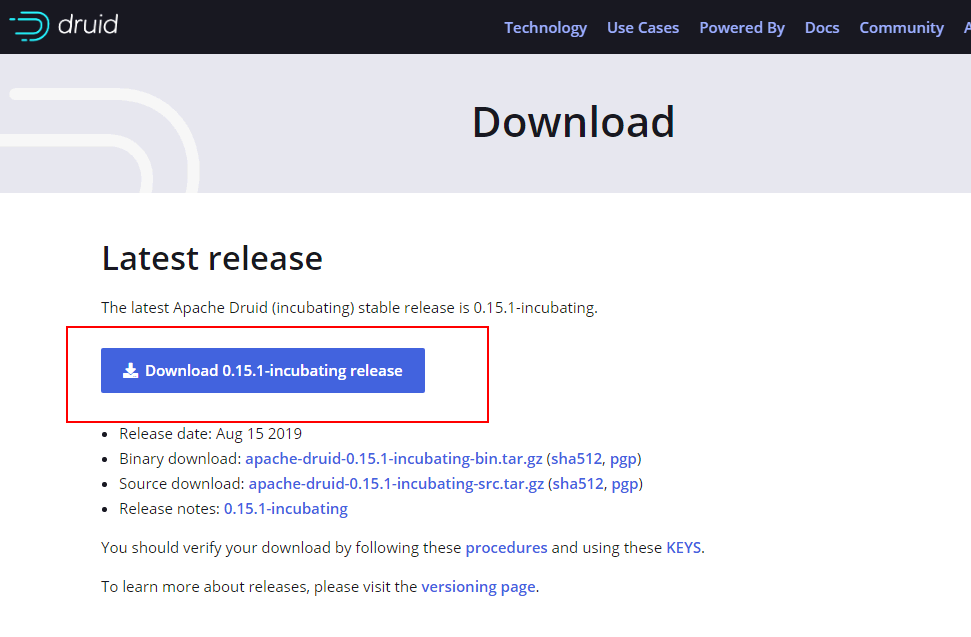 druid
Technology Use Cases Powered By Docs Community A
Download
Latest release
The latest Apache Druid (incubating) stable release is 0.15.1-incubating.
Download 0.15.1-incubating release
• Release date: Aug 15 2019
• Binary download: apache-druid-0.15.1-incubating-bin.tar.gz (sha512, pgp)
• Source download: apache-druid-0.15.1-incubating-src.tar.gz (sha512, pgp)
• Release notes: 0.15.1-incubating
You should verify your download by following these procedures and using these KEYS.
To learn more about releases, please visit the versioning page.